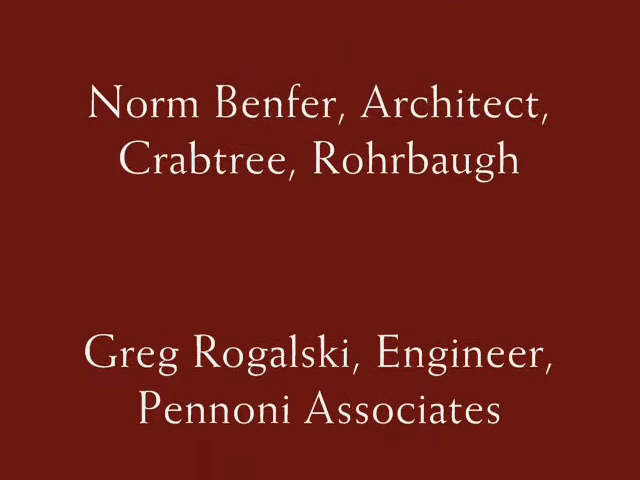 Norm Benfer, Architect,
Crabtree, Rohrbaugh
Greg Rogalski, Engineer,
Pennoni Associates